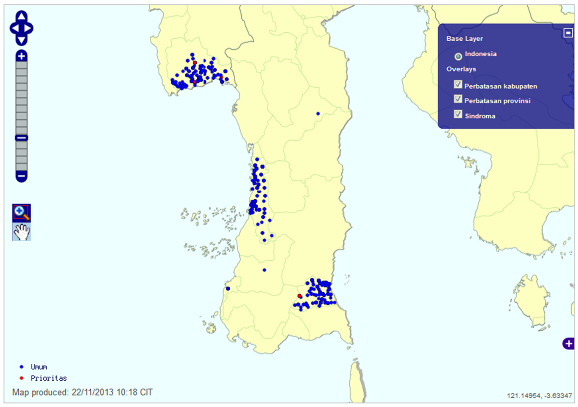 Base Layer
Indonesia
Overlays
Perbatasan kabupaten
Perbatasan provinsi
Sindroma
Umum
Prioritas
Map produced: 22/11/2013 10:18 CIT
121.14954, -3.63347